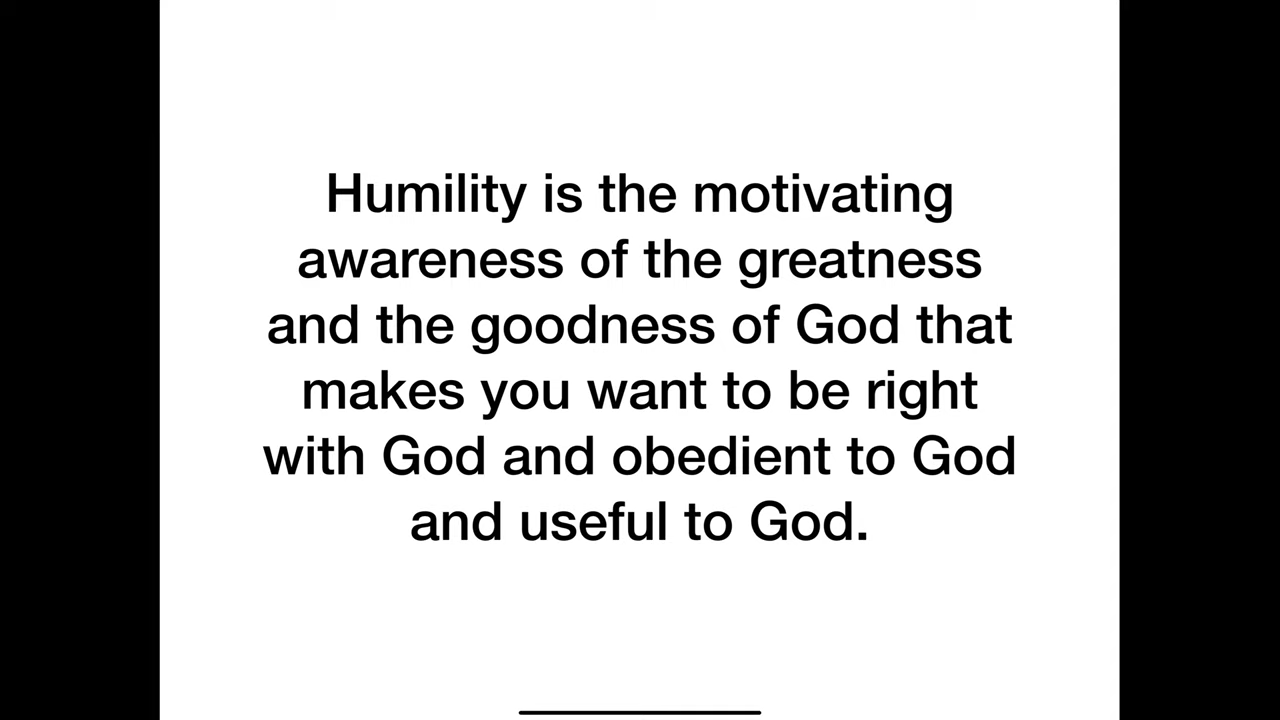 Humility is the motivating
awareness of the greatness
and the goodness of God that
makes you want to be right
with God and obedient to God
and useful to God.